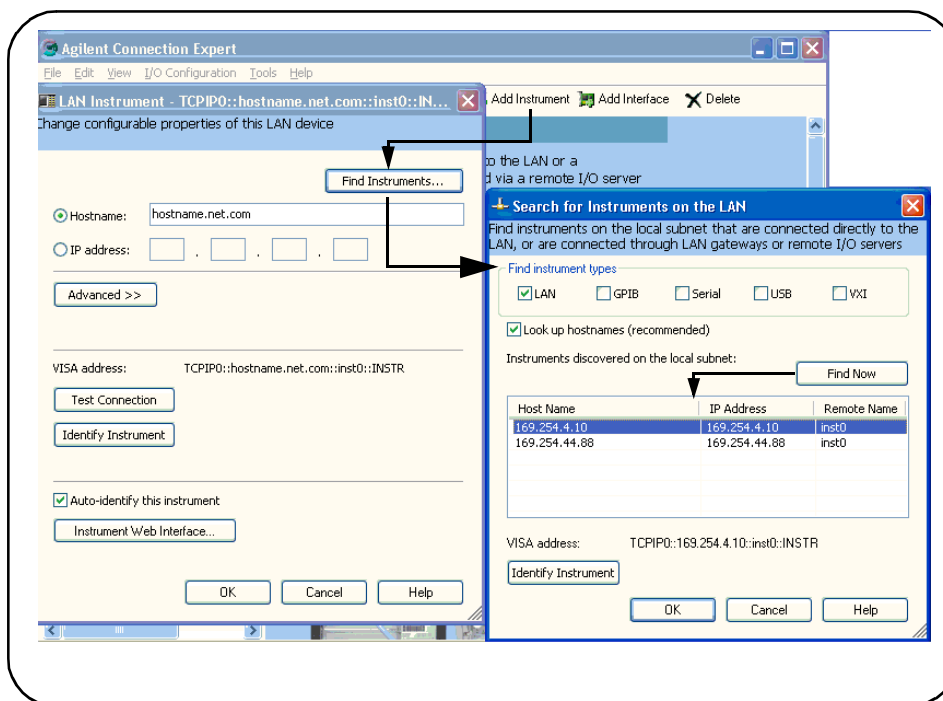 Agilent Connection Expert
File Edit View I/O Configuration Tools Help
Add Instrument Add Interface Delete
LAN Instrument - TCPIP0::hostname.net.com::inst0::IN...
Change configurable properties of this LAN device
to the LAN or a
d via a remote I/O server
Find Instruments...
Hostname: hostname.net.com
IP address: . . .
Advanced >>
VISA address: TCPIP0::hostname.net.com::inst0::INSTR
Test Connection
Identify Instrument
Auto-identify this instrument
Instrument Web Interface...
OK Cancel Help
Search for Instruments on the LAN
Find instruments on the local subnet that are connected directly to the
LAN, or are connected through LAN gateways or remote I/O servers
Find instrument types
LAN GPIB Serial USB VXI
Look up hostnames (recommended)
Instruments discovered on the local subnet:
Find Now
Host Name IP Address Remote Name
169.254.4.10 169.254.4.10 inst0
169.254.44.88 169.254.44.88 inst0
VISA address: TCPIP0::169.254.4.10::inst0::INSTR
Identify Instrument
OK Cancel Help